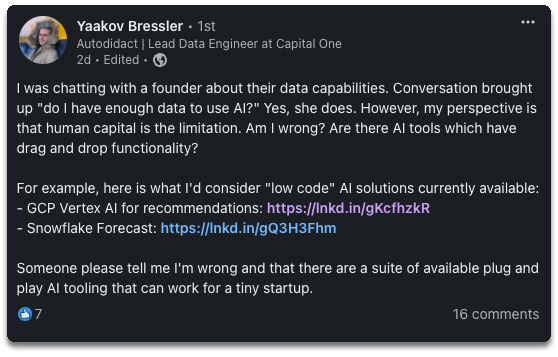 Yaakov Bressler • 1st
Autodidact | Lead Data Engineer at Capital One
2d • Edited •
I was chatting with a founder about their data capabilities. Conversation brought
up "do I have enough data to use AI?" Yes, she does. However, my perspective is
that human capital is the limitation. Am I wrong? Are there AI tools which have
drag and drop functionality?
For example, here is what I'd consider "low code" AI solutions currently available:
- GCP Vertex AI for recommendations: https://lnkd.in/gKcfhzkR
- Snowflake Forecast: https://lnkd.in/gQ3H3Fhm
Someone please tell me I'm wrong and that there are a suite of available plug and
play AI tooling that can work for a tiny startup.
7
16 comments